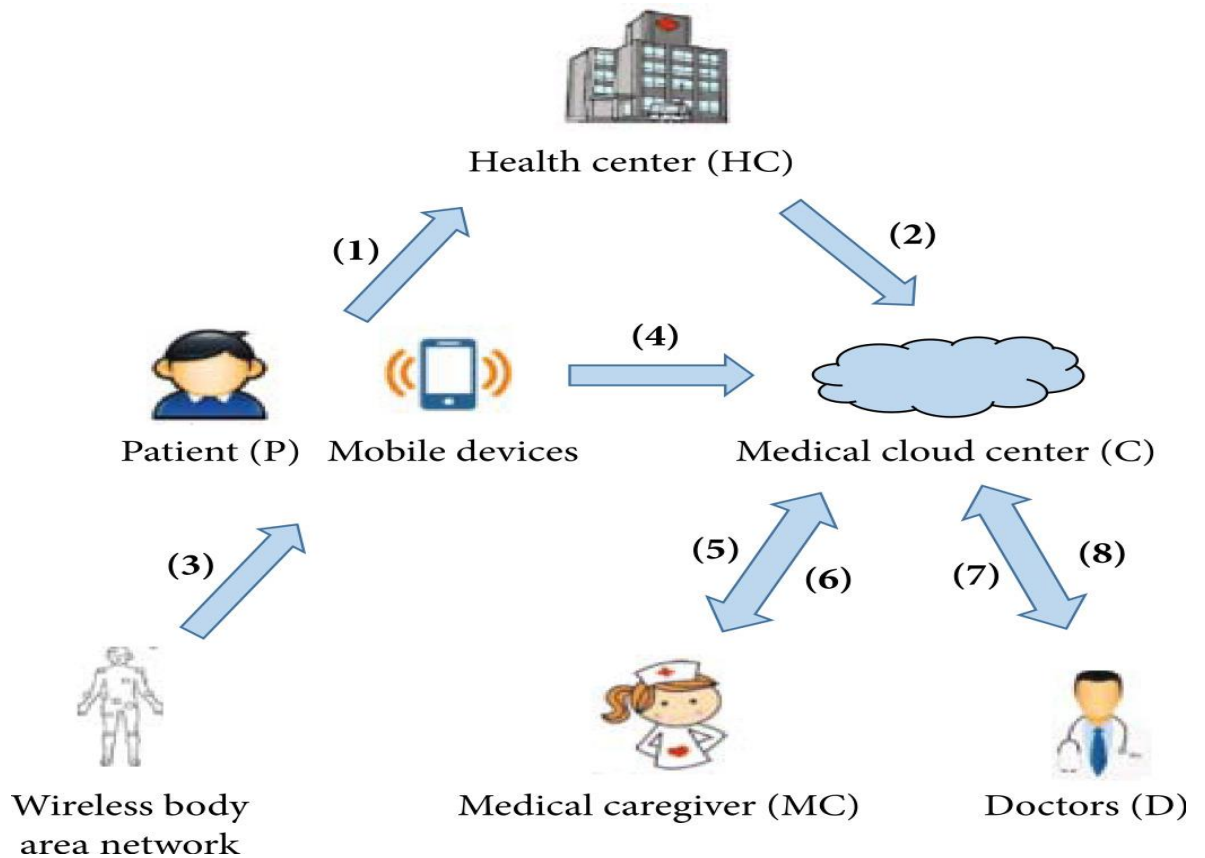 Health center (HC)
(1)
(2)
(4)
Patient (P)
Mobile devices
Medical cloud center (C)
(3)
(5)
(6)
(7)
(8)
Wireless body
area network
Medical caregiver (MC)
Doctors (D)